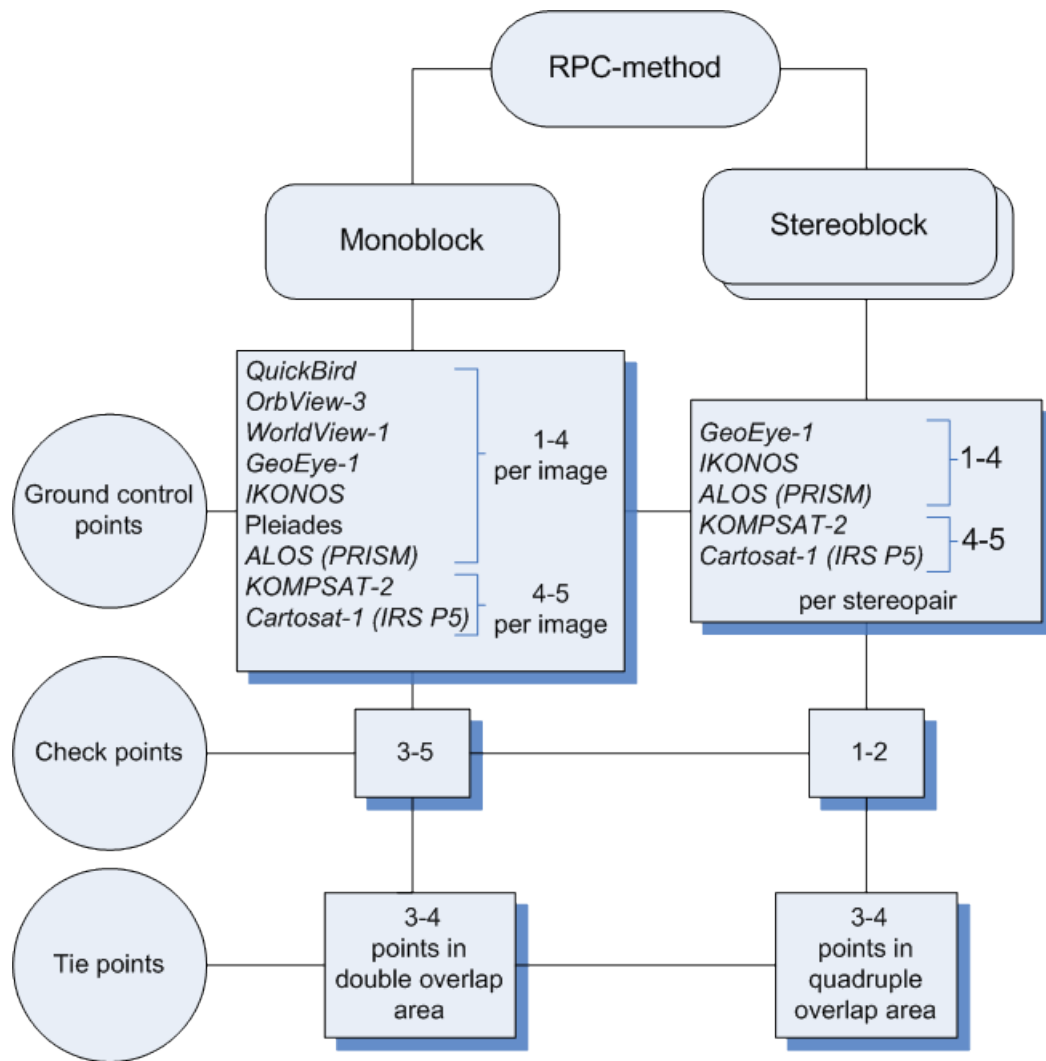 RPC-method
Monoblock
Stereoblock
Ground control
points
QuickBird
OrbView-3
WorldView-1
GeoEye-1
IKONOS
Pleiades
ALOS (PRISM)
1-4
per image
KOMPSAT-2
Cartosat-1 (IRS P5)
4-5
per image
GeoEye-1
IKONOS
ALOS (PRISM)
1-4
KOMPSAT-2
Cartosat-1 (IRS P5)
4-5
per stereopair
Check points
3-5
1-2
Tie points
3-4
points in
double overlap
area
3-4
points in
quadruple
overlap area